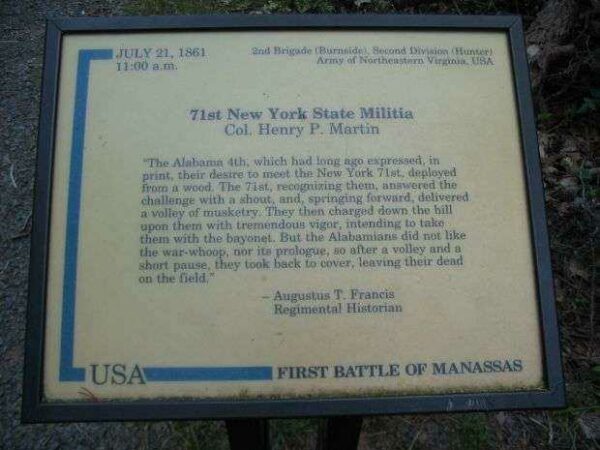 JULY 21, 1861
11:00 a.m.
2nd Brigade (Burnside), Second Division (Hunter)
Army of Northeastern Virginia, USA
71st New York State Militia
Col. Henry P. Martin
"The Alabama 4th, which had long ago expressed, in
print, their desire to meet the New York 71st, deployed
from a wood. The 71st, recognizing them, answered the
challenge with a shout, and, springing forward, delivered
a volley of musketry. They then charged down the hill
upon them with tremendous vigor, intending to take
them with the bayonet. But the Alabamians did not like
the war-whoop, nor its prologue, so after a volley and a
short pause, they took back to cover, leaving their dead
on the field."
– Augustus T. Francis
Regimental Historian
USA
FIRST BATTLE OF MANASSAS